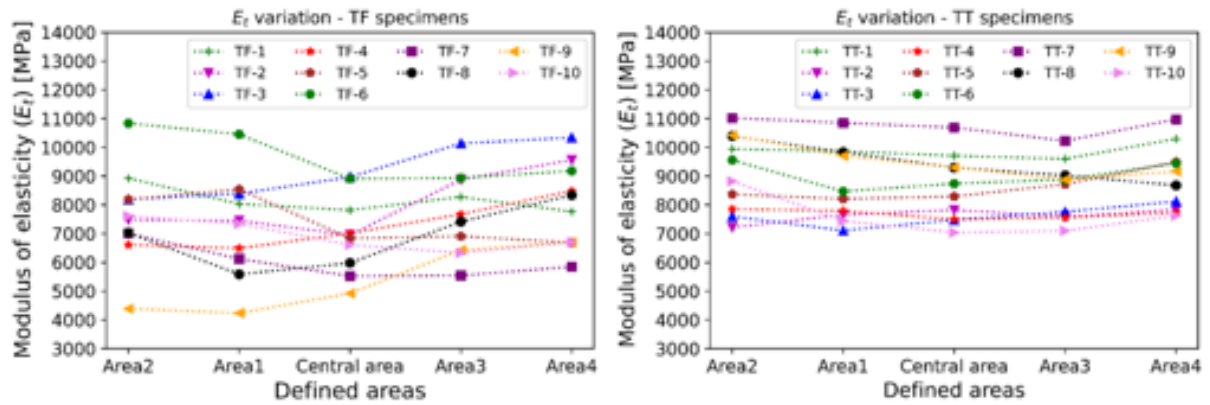 E_t variation - TF specimens
Modulus of elasticity (E_t) [MPa]
14000
13000
12000
11000
10000
9000
8000
7000
6000
5000
4000
3000
TF-1 TF-4 TF-7 TF-9
TF-2 TF-5 TF-8 TF-10
TF-3 TF-6
Area2 Area1 Central area Area3 Area4
Defined areas
E_t variation - TT specimens
Modulus of elasticity (E_t) [MPa]
14000
13000
12000
11000
10000
9000
8000
7000
6000
5000
4000
3000
TT-1 TT-4 TT-7 TT-9
TT-2 TT-5 TT-8 TT-10
TT-3 TT-6
Area2 Area1 Central area Area3 Area4
Defined areas